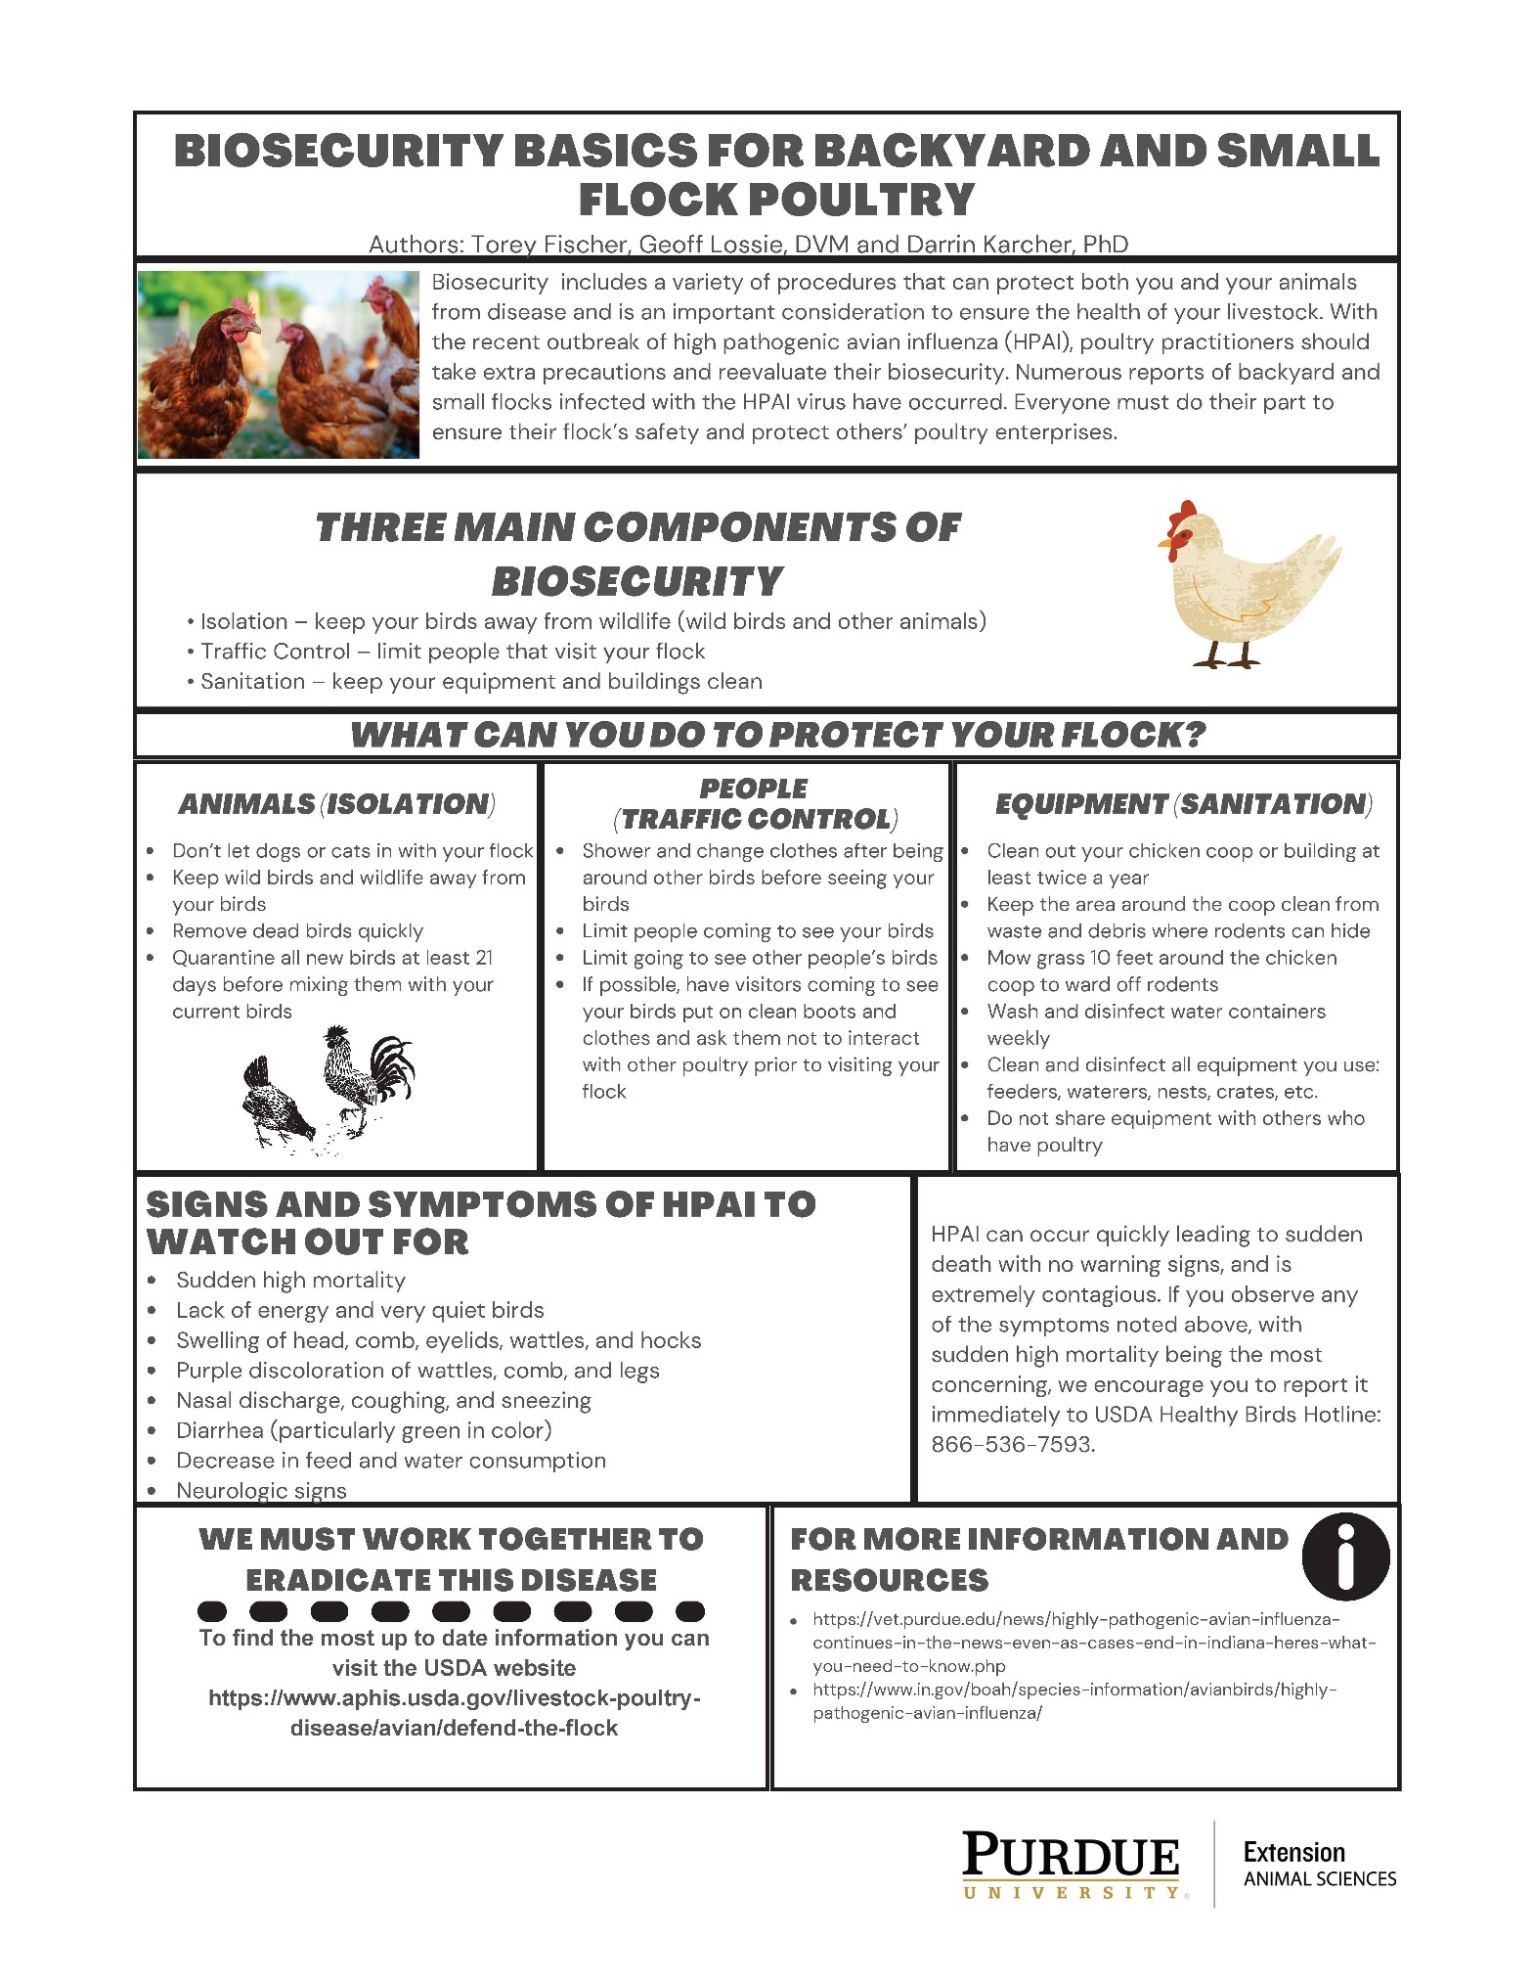 BIOSECURITY BASICS FOR BACKYARD AND SMALL
FLOCK POULTRY
Authors: Torey Fischer, Geoff Lossie, DVM and Darrin Karcher, PhD
Biosecurity includes a variety of procedures that can protect both you and your animals
from disease and is an important consideration to ensure the health of your livestock. With
the recent outbreak of high pathogenic avian influenza (HPAI), poultry practitioners should
take extra precautions and reevaluate their biosecurity. Numerous reports of backyard and
small flocks infected with the HPAI virus have occurred. Everyone must do their part to
ensure their flock's safety and protect others' poultry enterprises.
THREE MAIN COMPONENTS OF
BIOSECURITY
• Isolation – keep your birds away from wildlife (wild birds and other animals)
• Traffic Control – limit people that visit your flock
• Sanitation – keep your equipment and buildings clean
WHAT CAN YOU DO TO PROTECT YOUR FLOCK?
ANIMALS (ISOLATION)
• Don't let dogs or cats in with your flock
• Keep wild birds and wildlife away from
your birds
• Remove dead birds quickly
• Quarantine all new birds at least 21
days before mixing them with your
current birds
PEOPLE
(TRAFFIC CONTROL)
• Shower and change clothes after being
around other birds before seeing your
birds
• Limit people coming to see your birds
• Limit going to see other people's birds
• If possible, have visitors coming to see
your birds put on clean boots and
clothes and ask them not to interact
with other poultry prior to visiting your
flock
EQUIPMENT (SANITATION)
• Clean out your chicken coop or building at
least twice a year
• Keep the area around the coop clean from
waste and debris where rodents can hide
• Mow grass 10 feet around the chicken
coop to ward off rodents
• Wash and disinfect water containers
weekly
• Clean and disinfect all equipment you use:
feeders, waterers, nests, crates, etc.
• Do not share equipment with others who
have poultry
SIGNS AND SYMPTOMS OF HPAI TO
WATCH OUT FOR
• Sudden high mortality
• Lack of energy and very quiet birds
• Swelling of head, comb, eyelids, wattles, and hocks
• Purple discoloration of wattles, comb, and legs
• Nasal discharge, coughing, and sneezing
• Diarrhea (particularly green in color)
• Decrease in feed and water consumption
• Neurologic signs
HPAI can occur quickly leading to sudden
death with no warning signs, and is
extremely contagious. If you observe any
of the symptoms noted above, with
sudden high mortality being the most
concerning, we encourage you to report it
immediately to USDA Healthy Birds Hotline:
866-536-7593.
WE MUST WORK TOGETHER TO
ERADICATE THIS DISEASE
To find the most up to date information you can
visit the USDA website
https://www.aphis.usda.gov/livestock-poultry-
disease/avian/defend-the-flock
FOR MORE INFORMATION AND
RESOURCES
i
• https://vet.purdue.edu/news/highly-pathogenic-avian-influenza-
continues-in-the-news-even-as-cases-end-in-indiana-heres-what-
you-need-to-know.php
• https://www.in.gov/boah/species-information/avianbirds/highly-
pathogenic-avian-influenza/
PURDUE
UNIVERSITY®
Extension
ANIMAL SCIENCES